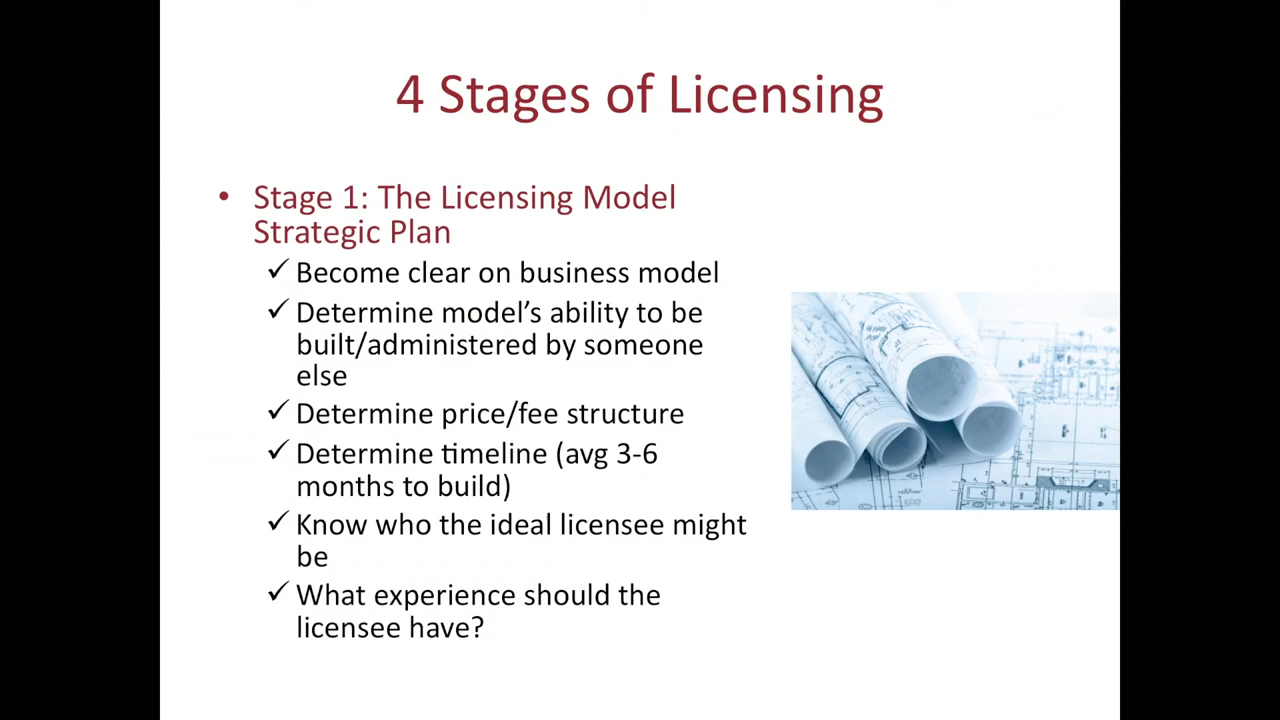 4 Stages of Licensing
• Stage 1: The Licensing Model
Strategic Plan
✓ Become clear on business model
✓ Determine model’s ability to be
built/administered by someone
else
✓ Determine price/fee structure
✓ Determine timeline (avg 3-6
months to build)
✓ Know who the ideal licensee might
be
✓ What experience should the
licensee have?